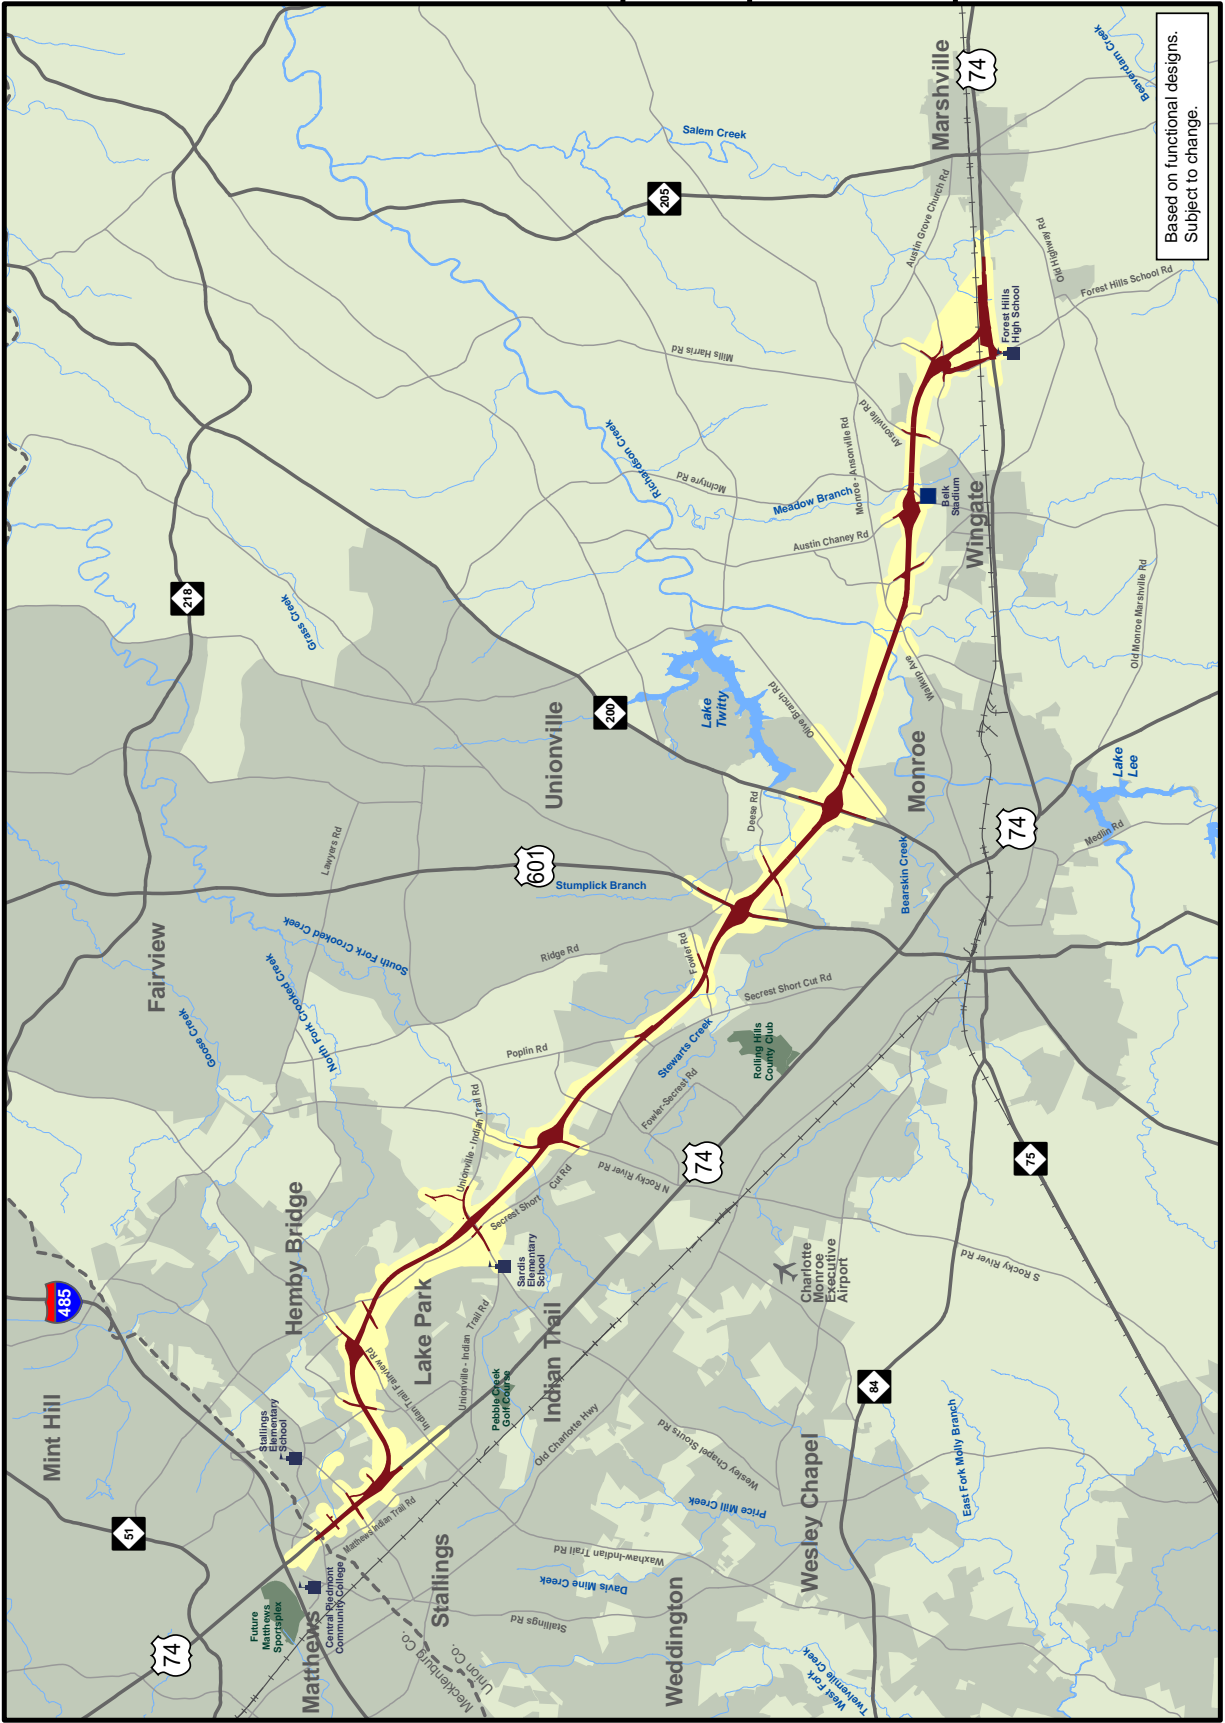 Mint Hill
Matthews
Stallings
Hemby Bridge
Lake Park
Indian Trail
Weddington
Wesley Chapel
Fairview
Unionville
Monroe
Wingate
Marshville
485
51
74
218
601
200
205
74
74
74
75
84
Future
Matthews
Sportsplex
Central Piedmont
Community College
Stallings
Elementary
School
Mecklenburg Co.
Union Co.
Matthews Indian Trail Rd
Indian Trail Fairview Rd
Unionville - Indian Trail Rd
Pebble Creek
Golf Course
Old Charlotte Hwy
Stallings Rd
Waxhaw-Indian Trail Rd
Davis Mine Creek
Price Mill Creek
Wesley Chapel Stouts Rd
West Fork
Twelvemile Creek
East Fork Molly Branch
Sardis
Elementary
School
Secrest Short Cut Rd
Unionville - Indian Trail Rd
N Rocky River Rd
S Rocky River Rd
Charlotte
Monroe
Executive
Airport
Poplin Rd
Fowler-Secrest Rd
Stewarts Creek
Rolling Hills
County Club
Secrest Short Cut Rd
Fowler Rd
Ridge Rd
Goose Creek
North Fork Crooked Creek
South Fork Crooked Creek
Lawyers Rd
Stumplick Branch
Deese Rd
Bearskin Creek
Medlin Rd
Lake
Lee
Lake
Twitty
Olive Branch Rd
Walkup Ave
Old Monroe Marshville Rd
Grass Creek
Richardson Creek
Meadow Branch
Austin Chaney Rd
McIntyre Rd
Monroe - Ansonville Rd
Ansonville Rd
Belk
Stadium
Mills Harris Rd
Forest Hills
High School
Forest Hills School Rd
Old Highway Rd
Austin Grove Church Rd
Salem Creek
Beaverdam Creek
Based on functional designs.
Subject to change.